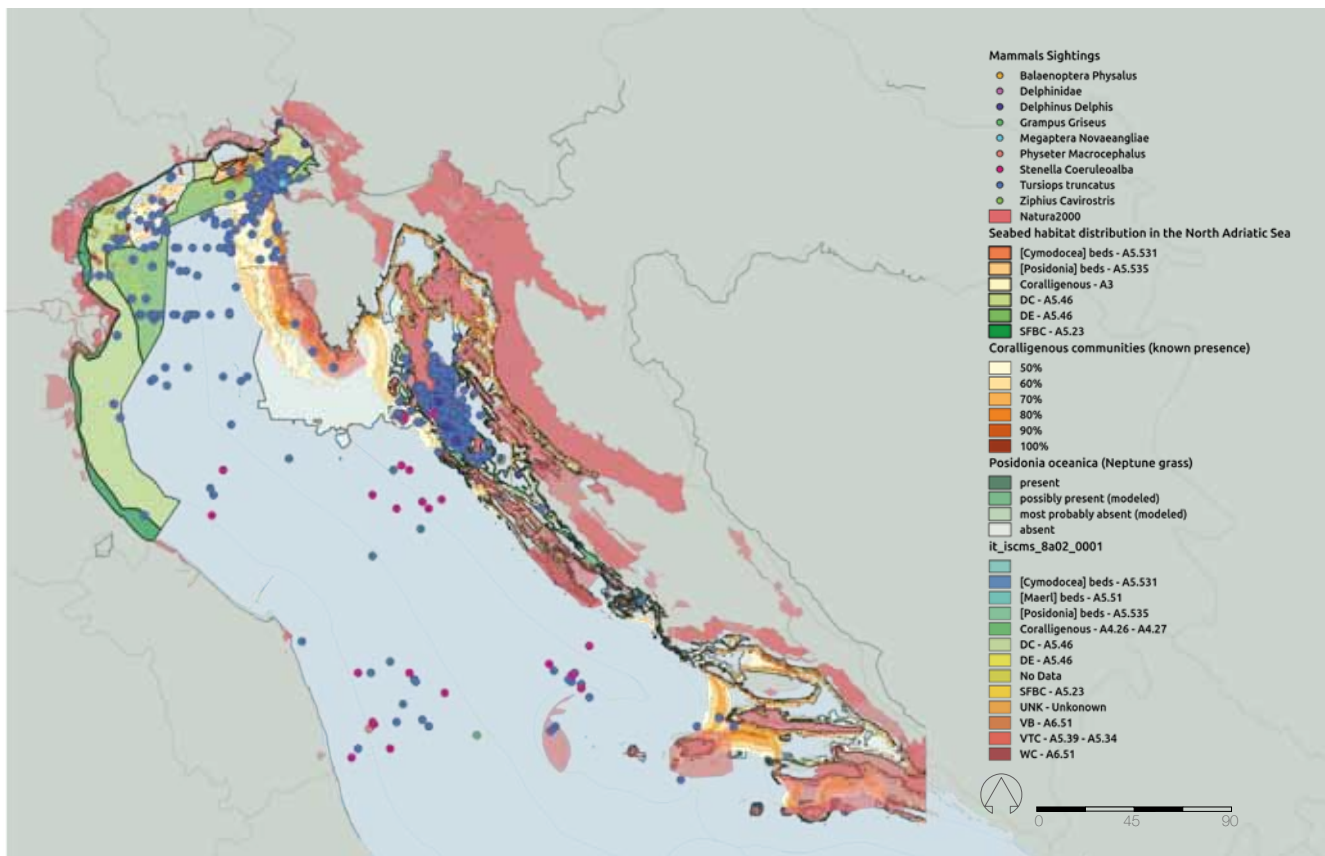 Mammals Sightings
Balaenoptera Physalus
Delphinidae
Delphinus Delphis
Grampus Griseus
Megaptera Novaeangliae
Physeter Macrocephalus
Stenella Coeruleoalba
Tursiops truncatus
Ziphius Cavirostris
Natura2000
Seabed habitat distribution in the North Adriatic Sea
[Cymodocea] beds - A5.531
[Posidonia] beds - A5.535
Coralligenous - A3
DC - A5.46
DE - A5.46
SFBC - A5.23
Coralligenous communities (known presence)
50%
60%
70%
80%
90%
100%
Posidonia oceanica (Neptune grass)
present
possibly present (modeled)
most probably absent (modeled)
absent
it_iscms_8a02_0001
[Cymodocea] beds - A5.531
[Maerl] beds - A5.51
[Posidonia] beds - A5.535
Coralligenous - A4.26 - A4.27
DC - A5.46
DE - A5.46
No Data
SFBC - A5.23
UNK - Unkonown
VB - A6.51
VTC - A5.39 - A5.34
WC - A6.51
0 45 90